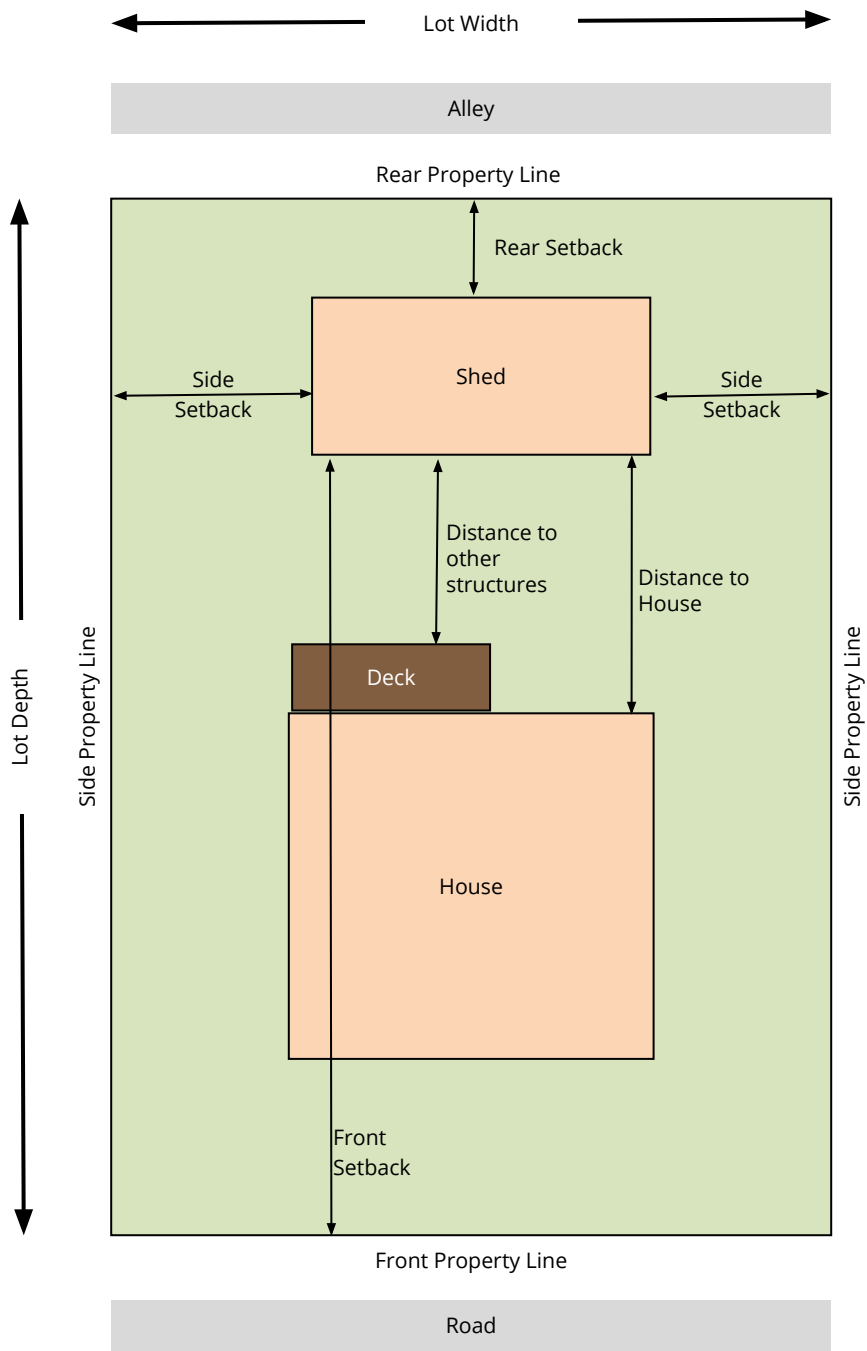 Lot Width
Alley
Rear Property Line
Rear Setback
Shed
Side
Setback
Side
Setback
Distance to
other
structures
Distance to
House
Deck
Lot Depth
Side Property Line
Side Property Line
House
Front
Setback
Front Property Line
Road